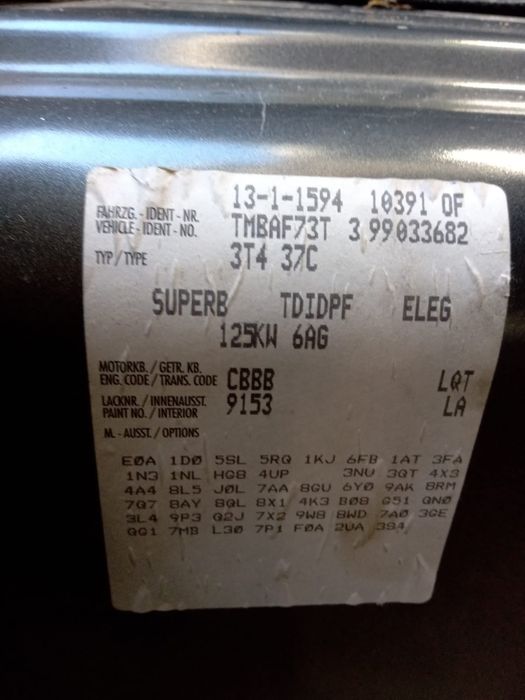 13-1-1594 10391 OF
FAHRZG. - IDENT - NR.
VEHICLE - IDENT - NO. TMBAF73T 3 99033682
TYP / TYPE 3T4 37C
SUPERB TDIDPF ELEG
125KW 6AG
MOTORKB. / GETR. KB.
ENG. CODE / TRANS. CODE CBBB LQT
LACKNR. / INNENAUSST.
PAINT NO. / INTERIOR 9153 LA
M. - AUSST. / OPTIONS
E0A 1D0 5SL 5RQ 1KJ 6FB 1AT 3FA
1N3 1NL HG8 4UP 3NU 3QT 4X3
4A4 8L5 J0L 7AA 8GU 6Y0 9AK 8RM
7Q7 8AY 8QL 8X1 4K3 B08 G51 QN0
3L4 9P3 Q2J 7X2 9W8 8WD 7A0 3GE
QG1 7MB L30 7P1 F0A 2UA 3S4